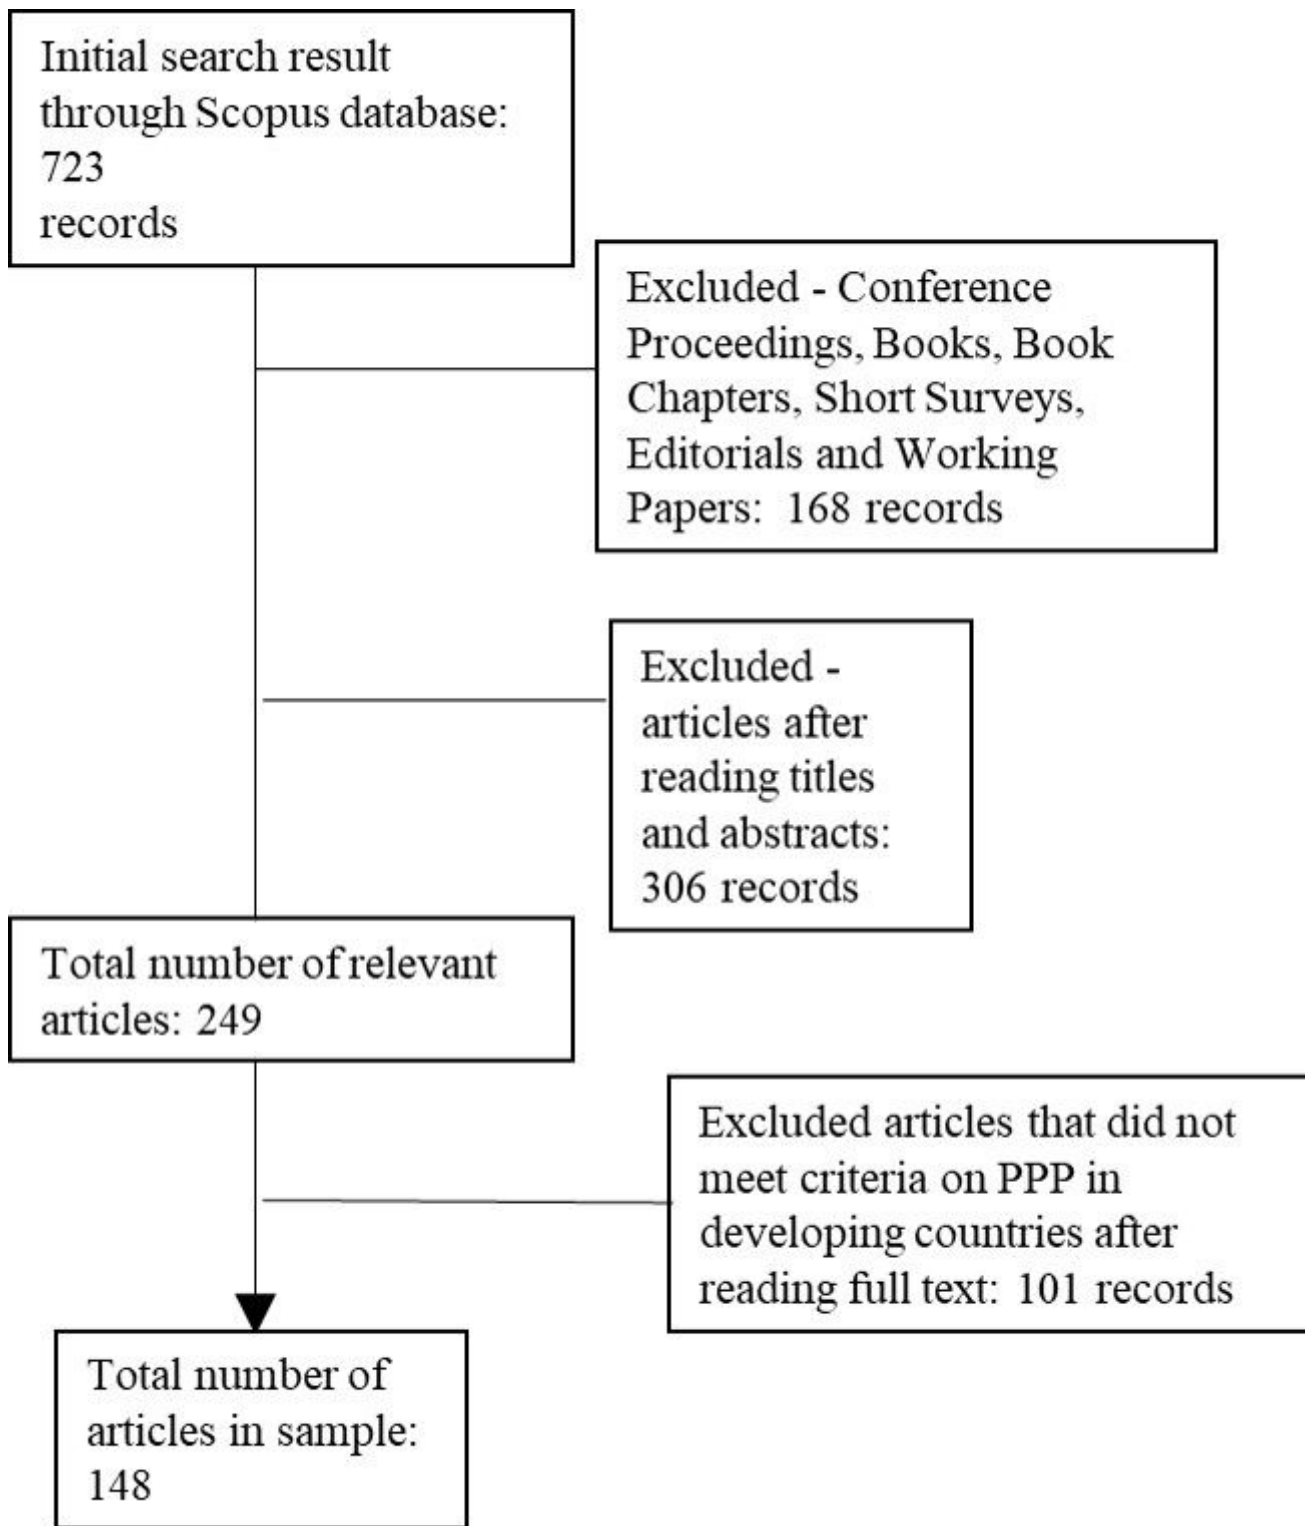 Initial search result
through Scopus database:
723
records
Excluded - Conference
Proceedings, Books, Book
Chapters, Short Surveys,
Editorials and Working
Papers: 168 records
Excluded -
articles after
reading titles
and abstracts:
306 records
Total number of relevant
articles: 249
Excluded articles that did not
meet criteria on PPP in
developing countries after
reading full text: 101 records
Total number of
articles in sample:
148